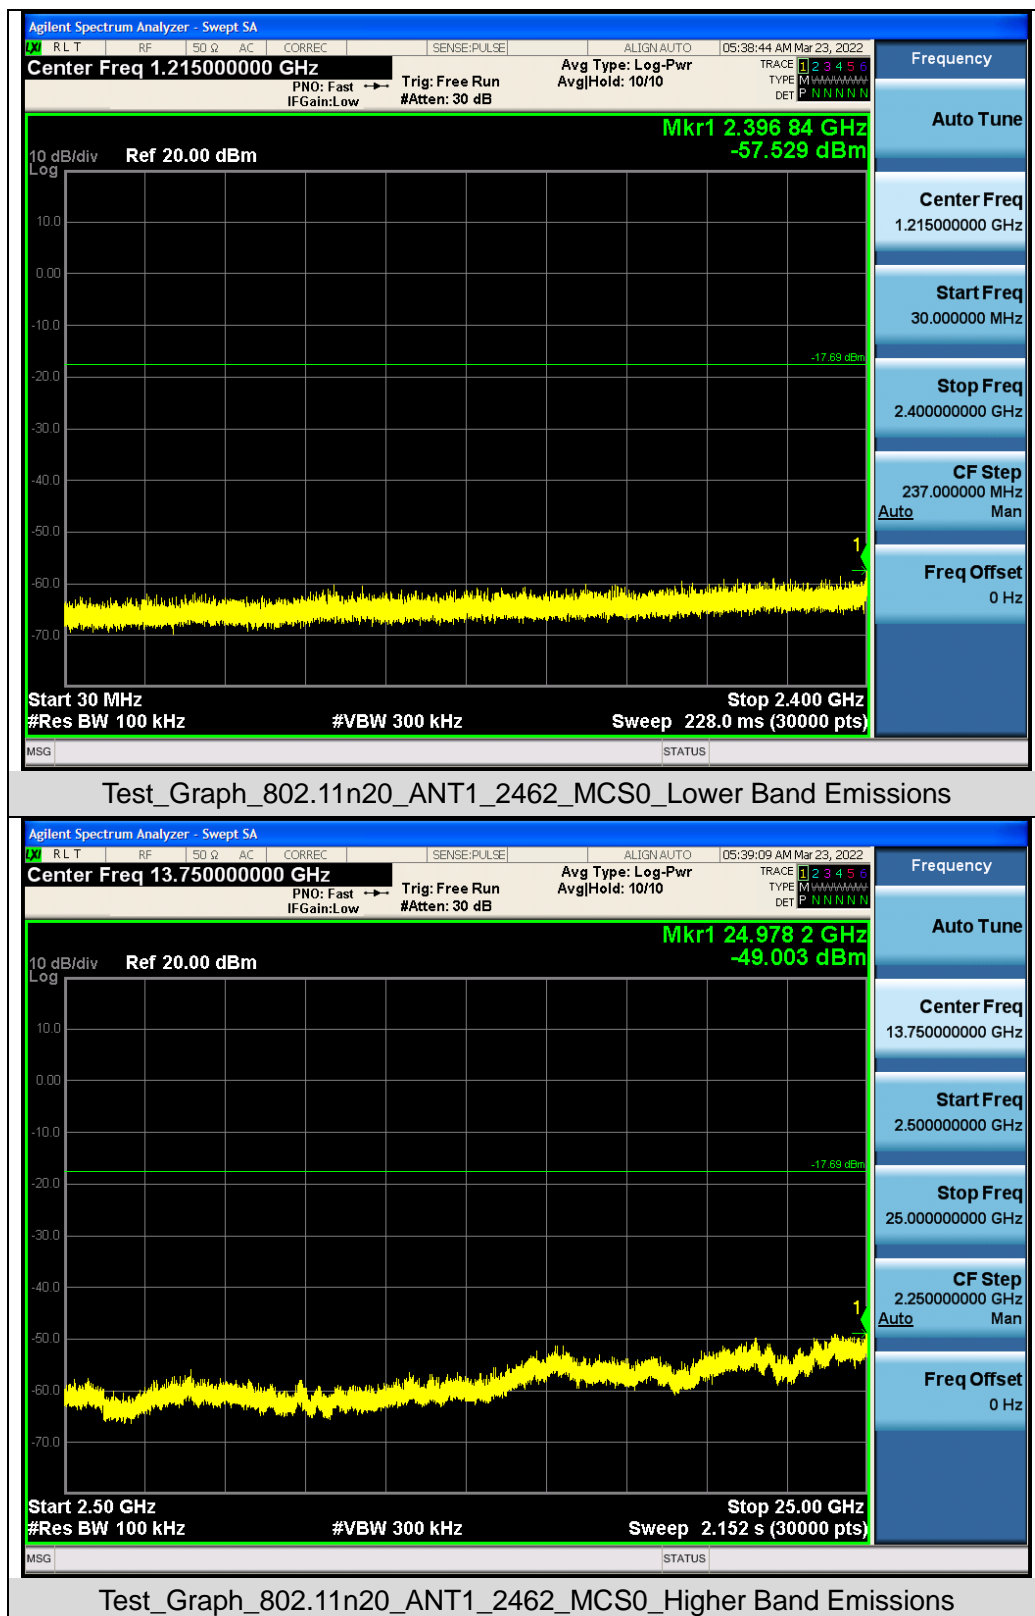 Agilent Spectrum Analyzer - Swept SA
LXI RLT RF 50 Ω AC CORREC SENSE:PULSE ALIGN AUTO 05:38:44 AM Mar 23, 2022
Center Freq 1.215000000 GHz
PNO: Fast
IFGain:Low
Trig: Free Run
#Atten: 30 dB
Avg Type: Log-Pwr
Avg|Hold: 10/10
TRACE 1 2 3 4 5 6
TYPE M
DET P N N N N N
Mkr1 2.396 84 GHz
-57.529 dBm
10 dB/div
Log
Ref 20.00 dBm
10.0
0.00
-10.0
-17.69 dBm
-20.0
-30.0
-40.0
-50.0
1
-60.0
-70.0
Start 30 MHz
Stop 2.400 GHz
#Res BW 100 kHz
#VBW 300 kHz
Sweep 228.0 ms (30000 pts)
MSG
STATUS
Frequency
Auto Tune
Center Freq
1.215000000 GHz
Start Freq
30.000000 MHz
Stop Freq
2.400000000 GHz
CF Step
237.000000 MHz
Auto Man
Freq Offset
0 Hz
Test_Graph_802.11n20_ANT1_2462_MCS0_Lower Band Emissions
Agilent Spectrum Analyzer - Swept SA
LXI RLT RF 50 Ω AC CORREC SENSE:PULSE ALIGN AUTO 05:39:09 AM Mar 23, 2022
Center Freq 13.750000000 GHz
PNO: Fast
IFGain:Low
Trig: Free Run
#Atten: 30 dB
Avg Type: Log-Pwr
Avg|Hold: 10/10
TRACE 1 2 3 4 5 6
TYPE M
DET P N N N N N
Mkr1 24.978 2 GHz
-49.003 dBm
10 dB/div
Log
Ref 20.00 dBm
10.0
0.00
-10.0
-17.69 dBm
-20.0
-30.0
-40.0
1
-50.0
-60.0
-70.0
Start 2.50 GHz
Stop 25.00 GHz
#Res BW 100 kHz
#VBW 300 kHz
Sweep 2.152 s (30000 pts)
MSG
STATUS
Frequency
Auto Tune
Center Freq
13.750000000 GHz
Start Freq
2.500000000 GHz
Stop Freq
25.000000000 GHz
CF Step
2.250000000 GHz
Auto Man
Freq Offset
0 Hz
Test_Graph_802.11n20_ANT1_2462_MCS0_Higher Band Emissions